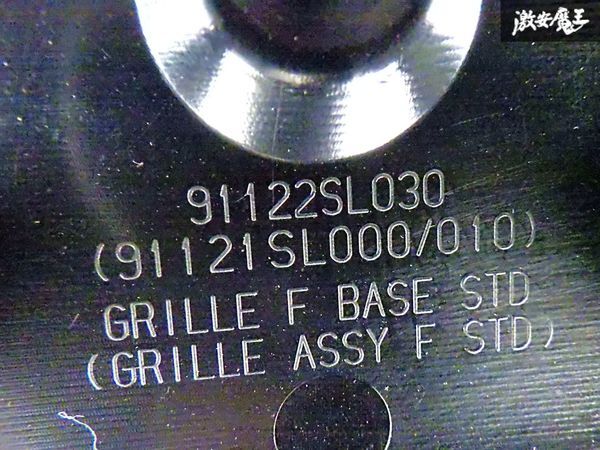 激安魔王
91122SL030
(91121SL000/010)
GRILLE F BASE STD
(GRILLE ASSY F STD)